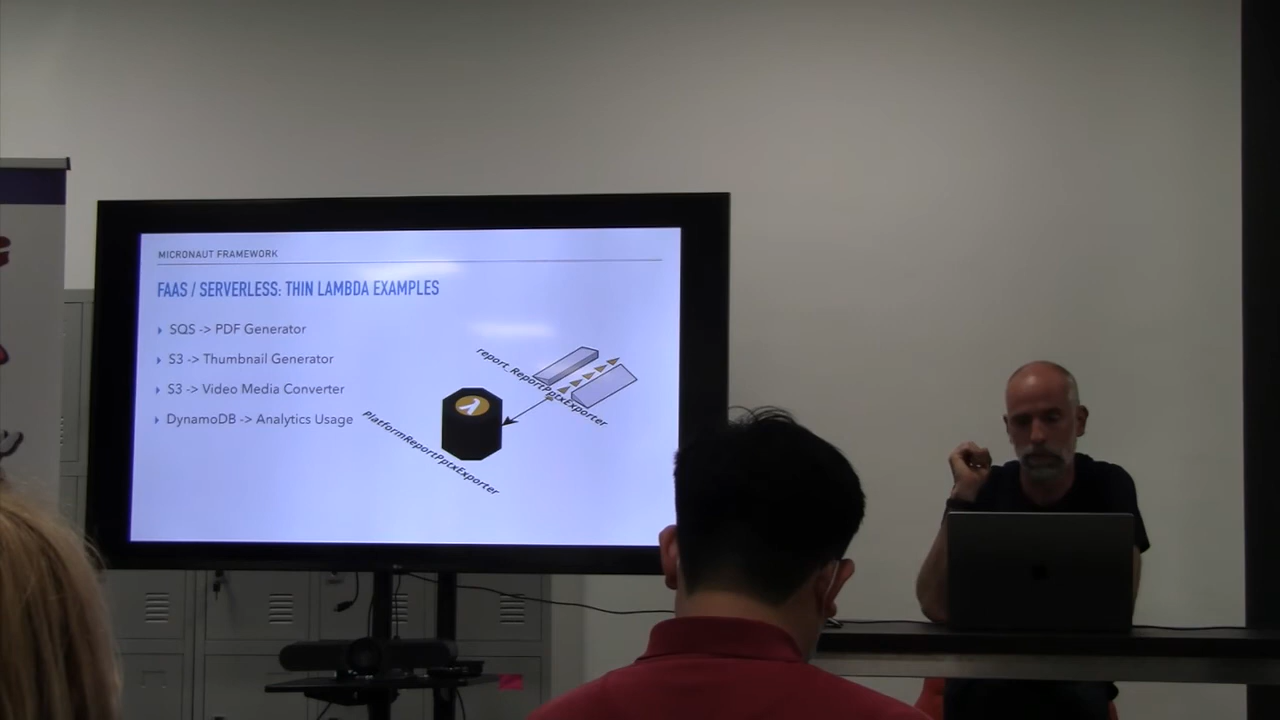 MICRONAUT FRAMEWORK
FAAS / SERVERLESS: THIN LAMBDA EXAMPLES
SQS -> PDF Generator
S3 -> Thumbnail Generator
S3 -> Video Media Converter
DynamoDB -> Analytics Usage
report_ReportPptxExporter
λ
PlatformReportPptxExporter